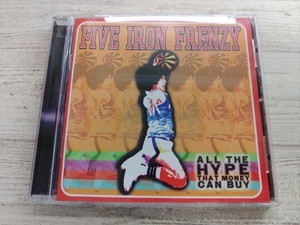 FIVE IRON FRENZY
ALL THE
HYPE
THAT MONEY
CAN BUY